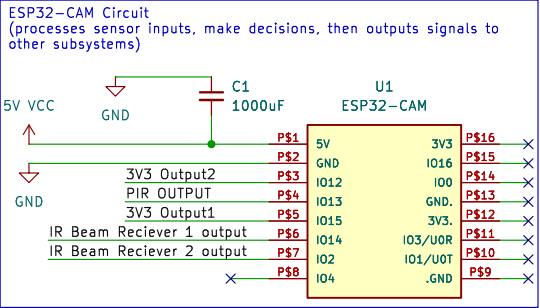 ESP32-CAM Circuit
(processes sensor inputs, make decisions, then outputs signals to
other subsystems)
C1
1000uF
U1
ESP32-CAM
5V VCC
GND
GND
P$1
5V
3V3
P$16
P$2
GND
IO16
P$15
3V3 Output2
P$3
IO12
IO0
P$14
PIR OUTPUT
P$4
IO13
GND.
P$13
3V3 Output1
P$5
IO15
3V3.
P$12
IR Beam Reciever 1 output
P$6
IO14
IO3/U0R
P$11
IR Beam Reciever 2 output
P$7
IO2
IO1/U0T
P$10
P$8
IO4
.GND
P$9